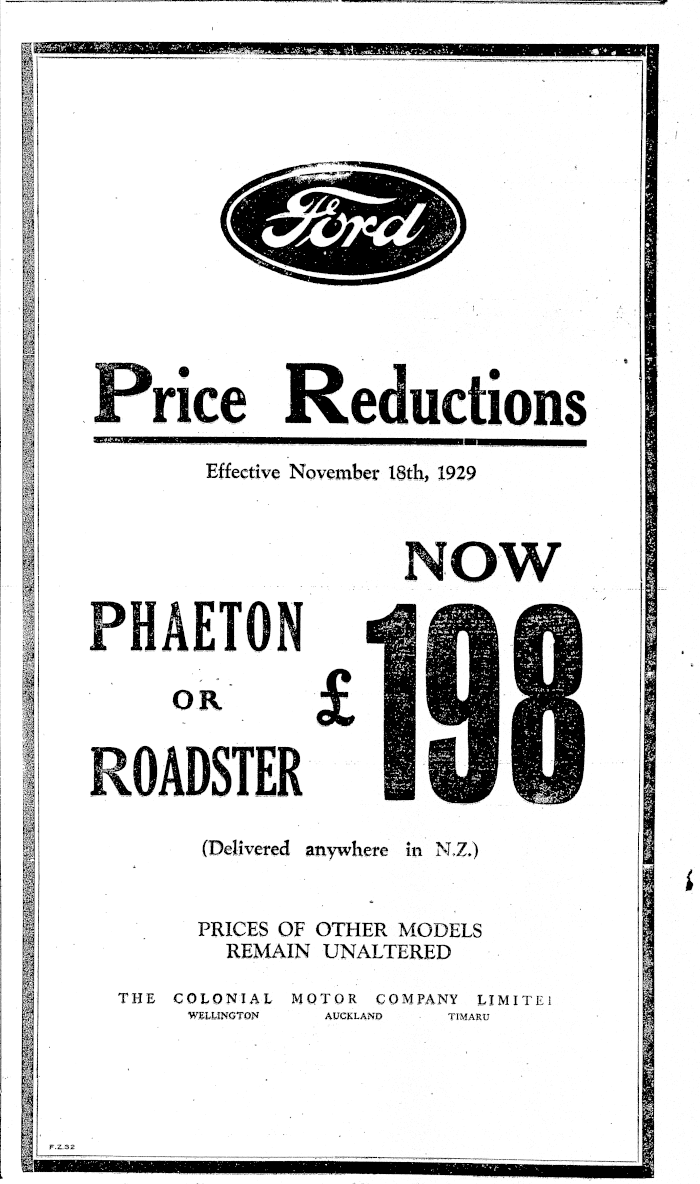 Ford
Price Reductions
Effective November 18th, 1929
NOW
PHAETON
OR
ROADSTER
£198
(Delivered anywhere in N.Z.)
PRICES OF OTHER MODELS
REMAIN UNALTERED
THE COLONIAL MOTOR COMPANY LIMITE
WELLINGTON AUCKLAND TIMARU
F.Z.52